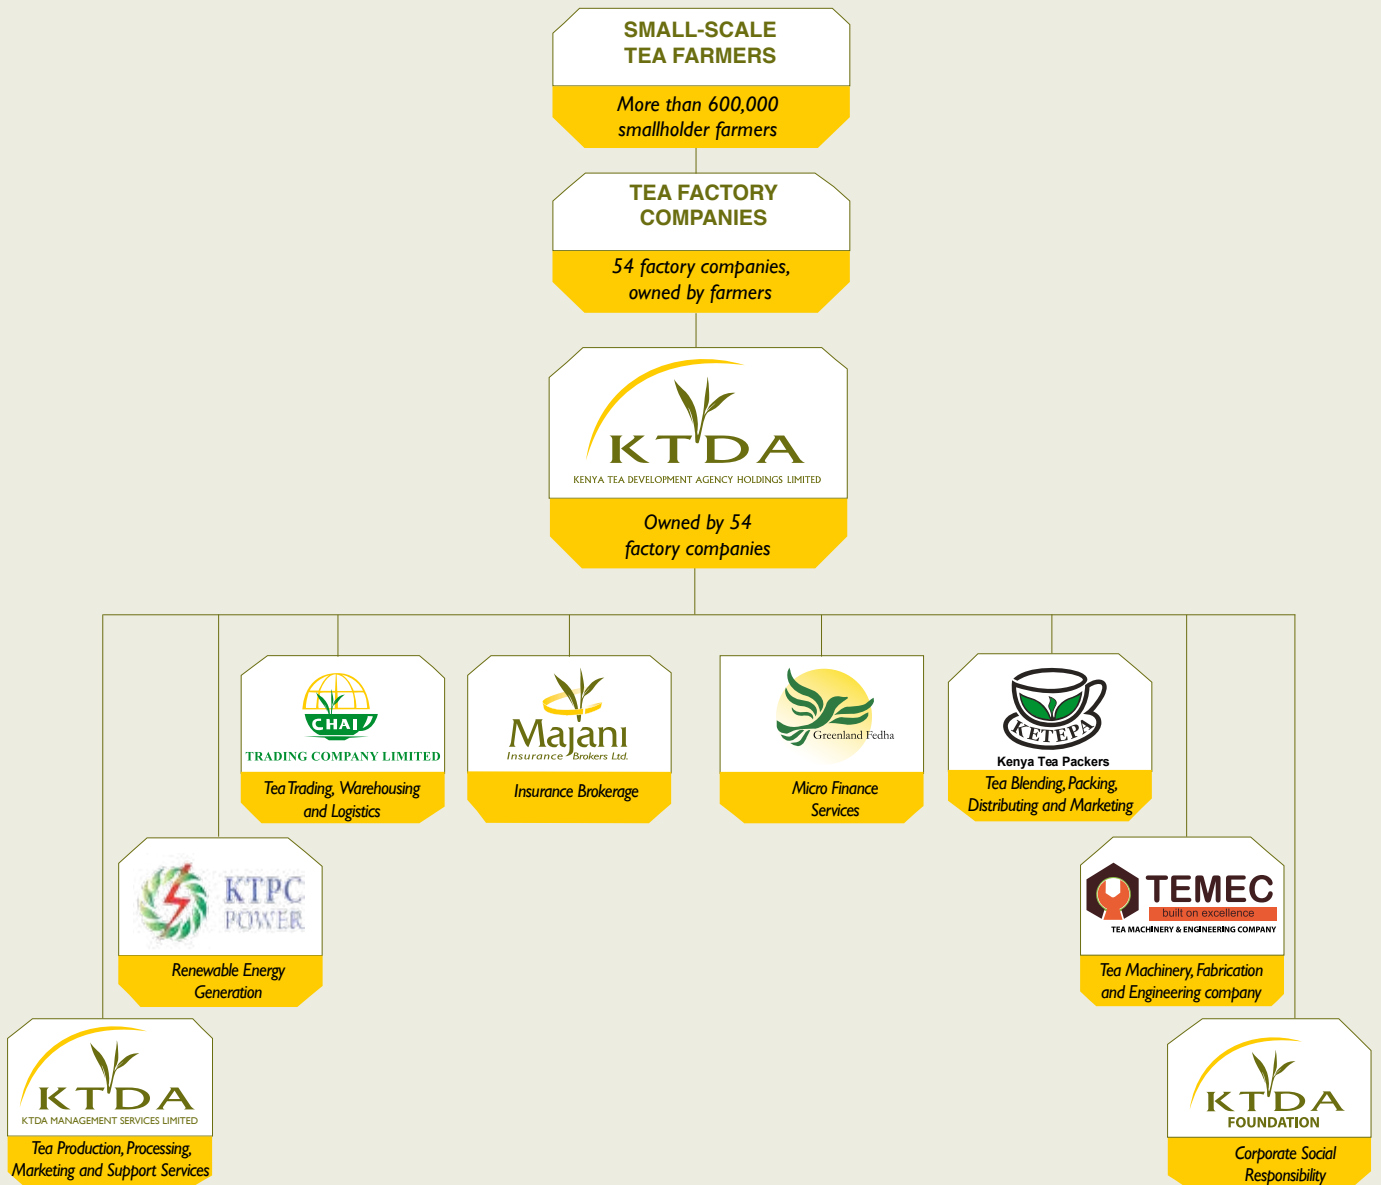 SMALL-SCALE
TEA FARMERS
More than 600,000
smallholder farmers
TEA FACTORY
COMPANIES
54 factory companies,
owned by farmers
KTDA
KENYA TEA DEVELOPMENT AGENCY HOLDINGS LIMITED
Owned by 54
factory companies
CHAI
TRADING COMPANY LIMITED
Tea Trading, Warehousing
and Logistics
Majani
Insurance Brokers Ltd.
Insurance Brokerage
Greenland Fedha
Micro Finance
Services
KETEPA
Kenya Tea Packers
Tea Blending, Packing,
Distributing and Marketing
KTPC
POWER
Renewable Energy
Generation
TEMEC
built on excellence
TEA MACHINERY & ENGINEERING COMPANY
Tea Machinery, Fabrication
and Engineering company
KTDA
KTDA MANAGEMENT SERVICES LIMITED
Tea Production, Processing,
Marketing and Support Services
KTDA
FOUNDATION
Corporate Social
Responsibility